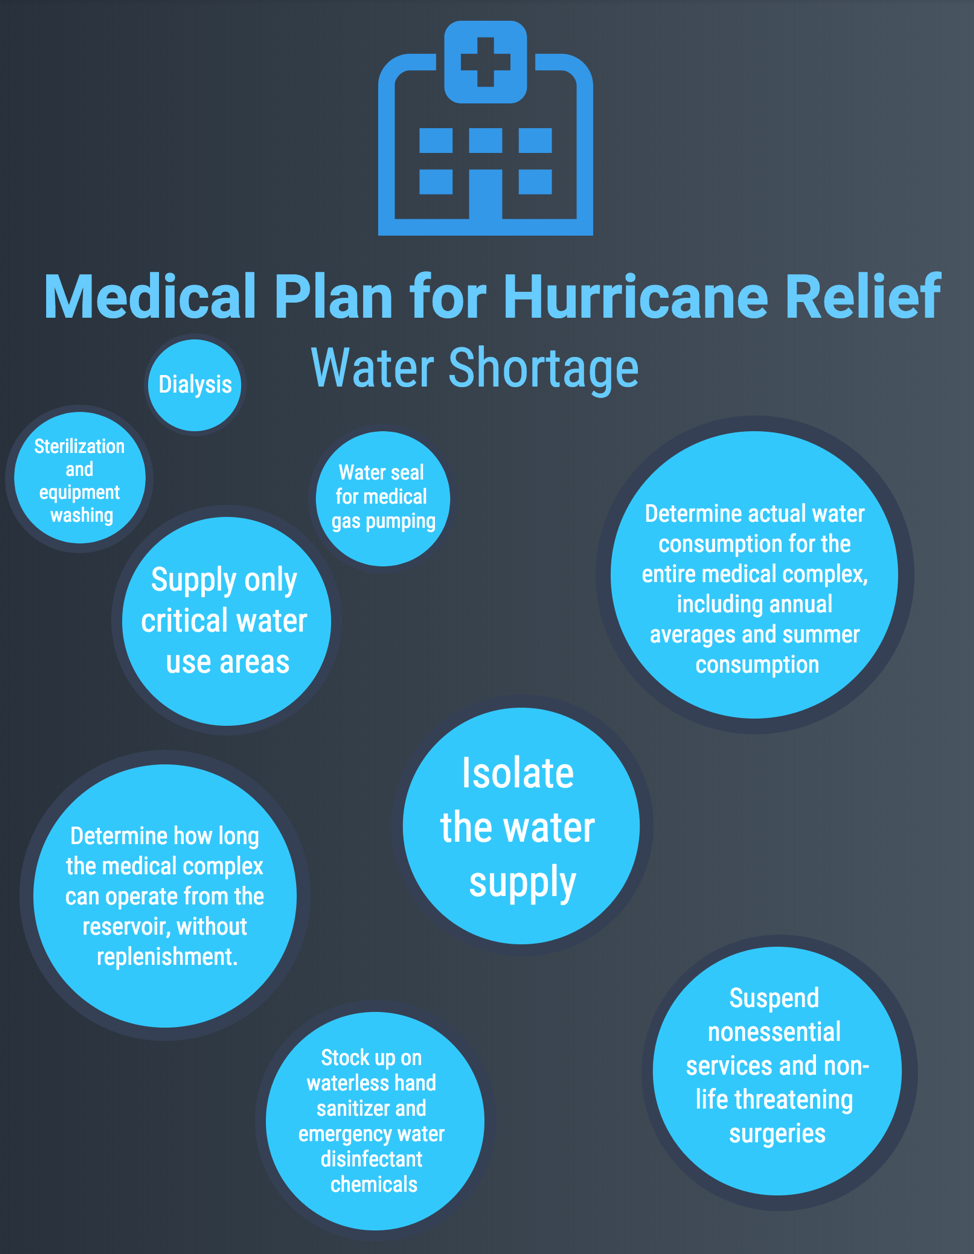 Medical Plan for Hurricane Relief
Water Shortage
Dialysis
Sterilization
and
equipment
washing
Water seal
for medical
gas pumping
Supply only
critical water
use areas
Determine actual water
consumption for the
entire medical complex,
including annual
averages and summer
consumption
Isolate
the water
supply
Determine how long
the medical complex
can operate from the
reservoir, without
replenishment.
Suspend
nonessential
services and non-
life threatening
surgeries
Stock up on
waterless hand
sanitizer and
emergency water
disinfectant
chemicals